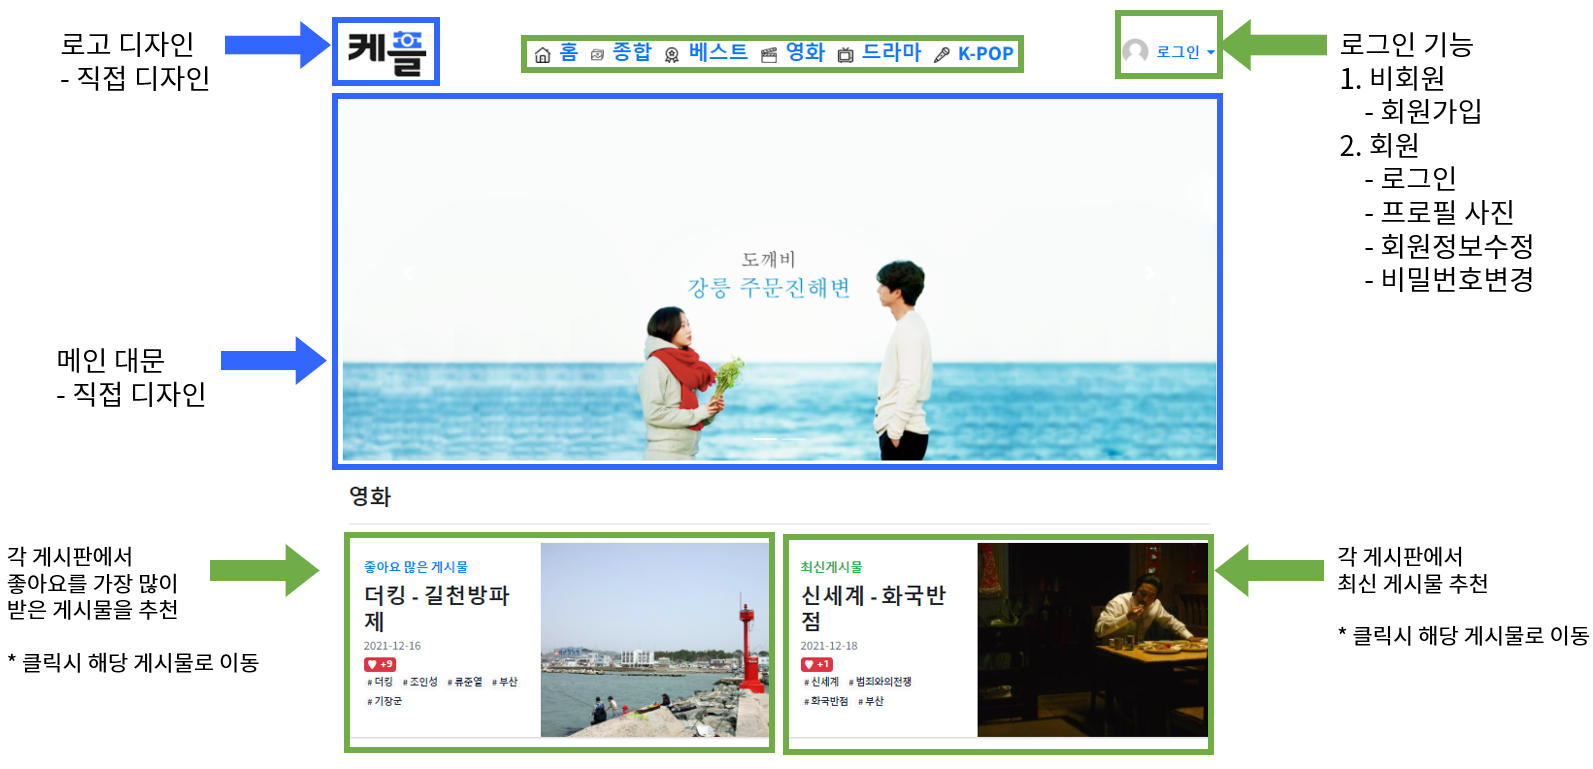 로고 디자인
- 직접 디자인
케플
홈 종합 베스트 영화 드라마 K-POP
로그인
로그인 기능
1. 비회원
- 회원가입
2. 회원
- 로그인
- 프로필 사진
- 회원정보수정
- 비밀번호변경
도깨비
강릉 주문진해변
메인 대문
- 직접 디자인
영화
각 게시판에서
좋아요를 가장 많이
받은 게시물을 추천
* 클릭시 해당 게시물로 이동
좋아요 많은 게시물
더킹 - 길천방파
제
2021-12-16
+9
# 더킹 # 조인성 # 류준열 # 부산
# 기장군
최신게시물
신세계 - 화국반
점
2021-12-18
+1
# 신세계 # 범죄와의전쟁
# 화국반점 # 부산
각 게시판에서
최신 게시물 추천
* 클릭시 해당 게시물로 이동